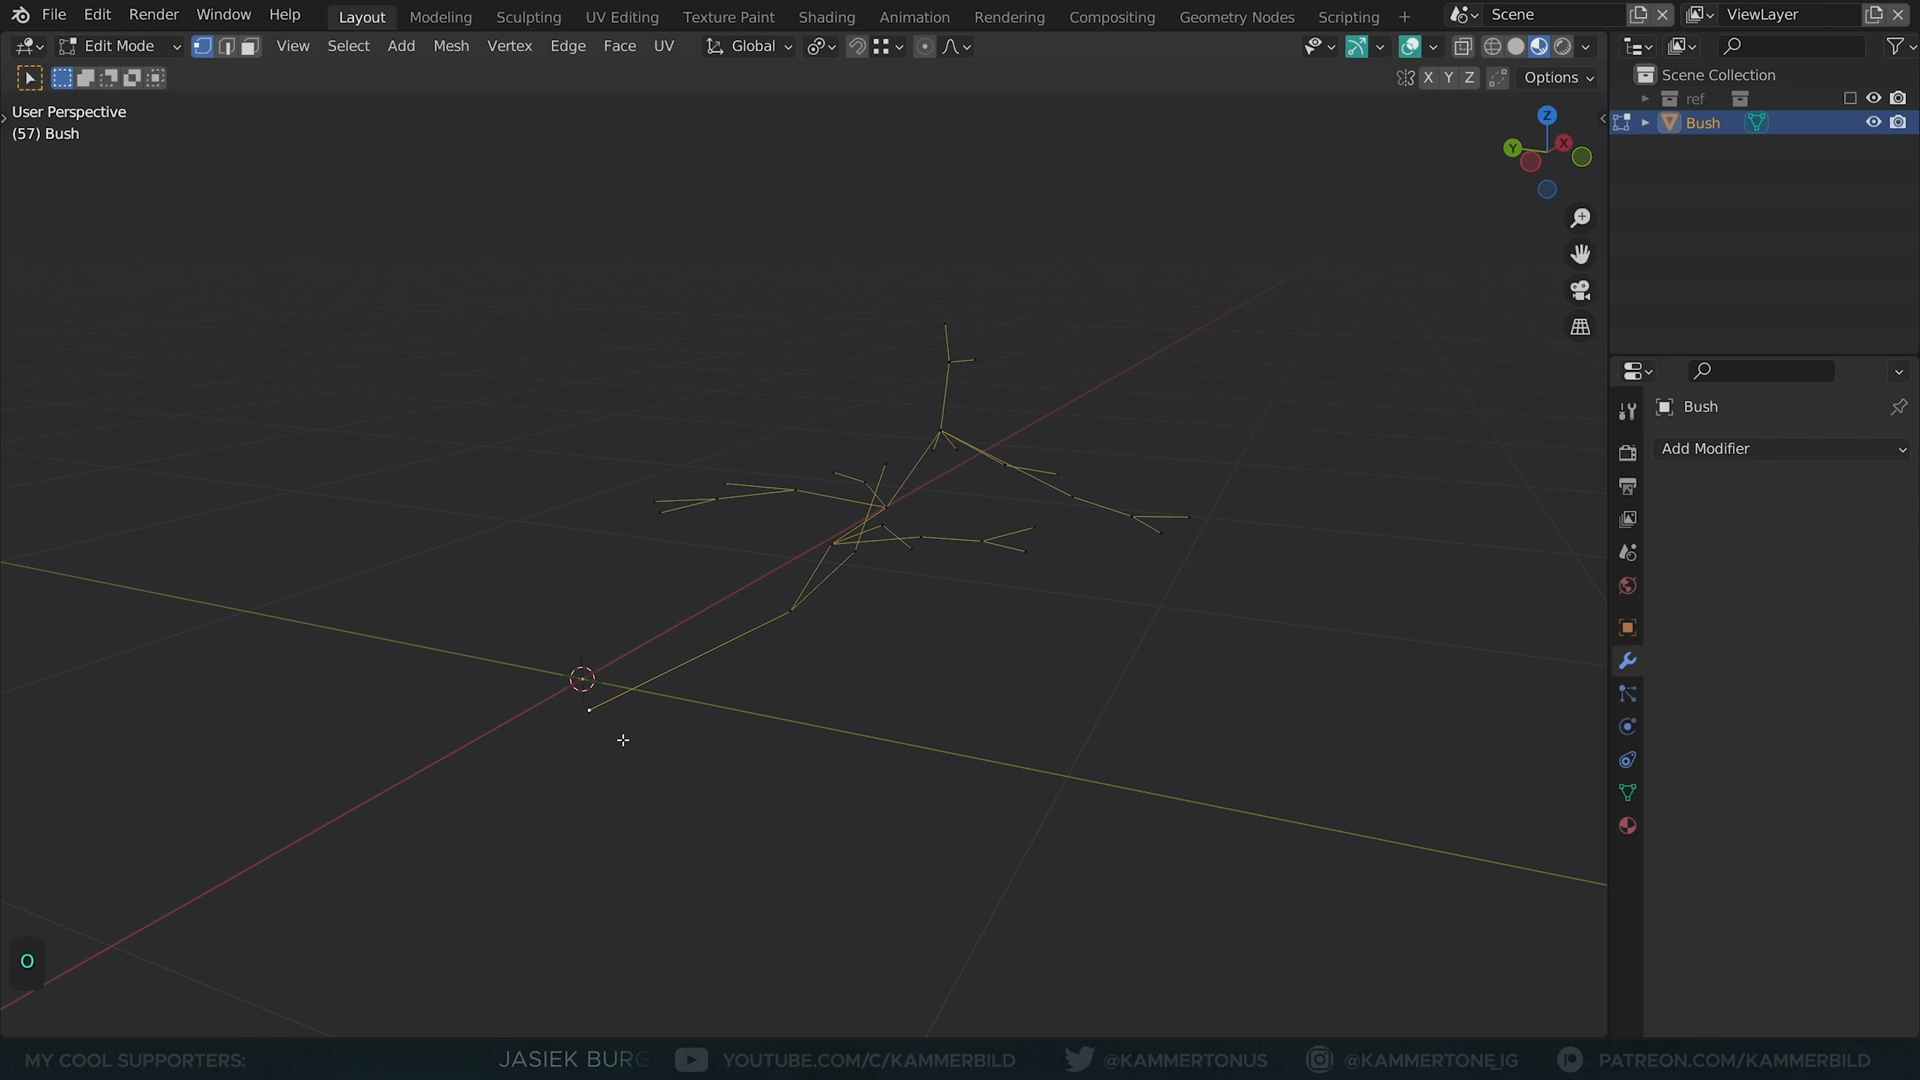 File Edit Render Window Help Layout Modeling Sculpting UV Editing Texture Paint Shading Animation Rendering Compositing Geometry Nodes Scripting + Scene ViewLayer
Edit Mode View Select Add Mesh Vertex Edge Face UV Global
X Y Z Options
Scene Collection
ref
Bush
User Perspective
(57) Bush
Z
Y X
Bush
Add Modifier
O
MY COOL SUPPORTERS: JASIEK BURG YOUTUBE.COM/C/KAMMERBILD @KAMMERTONUS @KAMMERTONE_IG PATREON.COM/KAMMERBILD